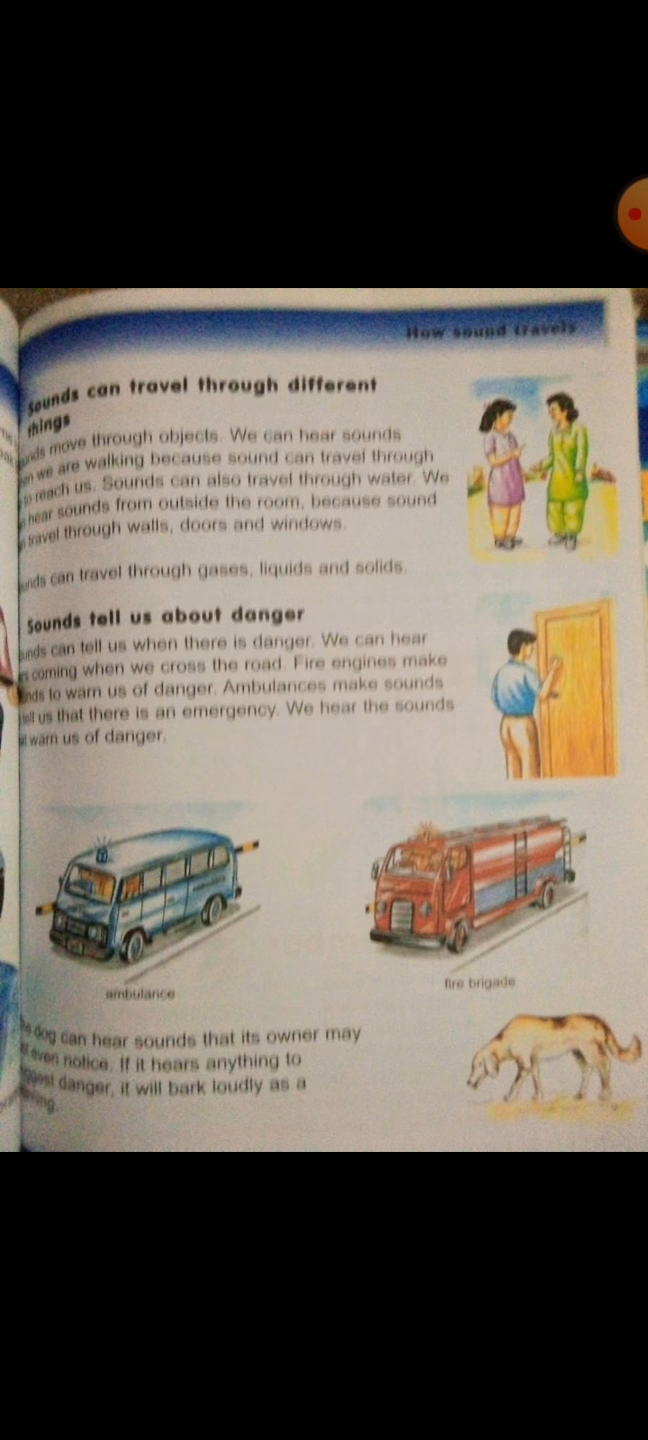 How sound travels
Sounds can travel through different
things
move through objects. We can hear sounds
we are walking because sound can travel through
to reach us. Sounds can also travel through water. We
hear sounds from outside the room, because sound
travel through walls, doors and windows.
can travel through gases, liquids and solids.
Sounds tell us about danger
can tell us when there is danger. We can hear
coming when we cross the road. Fire engines make
to warn us of danger. Ambulances make sounds
us that there is an emergency. We hear the sounds
warn us of danger.
ambulance
fire brigade
dog can hear sounds that its owner may
even notice. If it hears anything to
danger, it will bark loudly as a